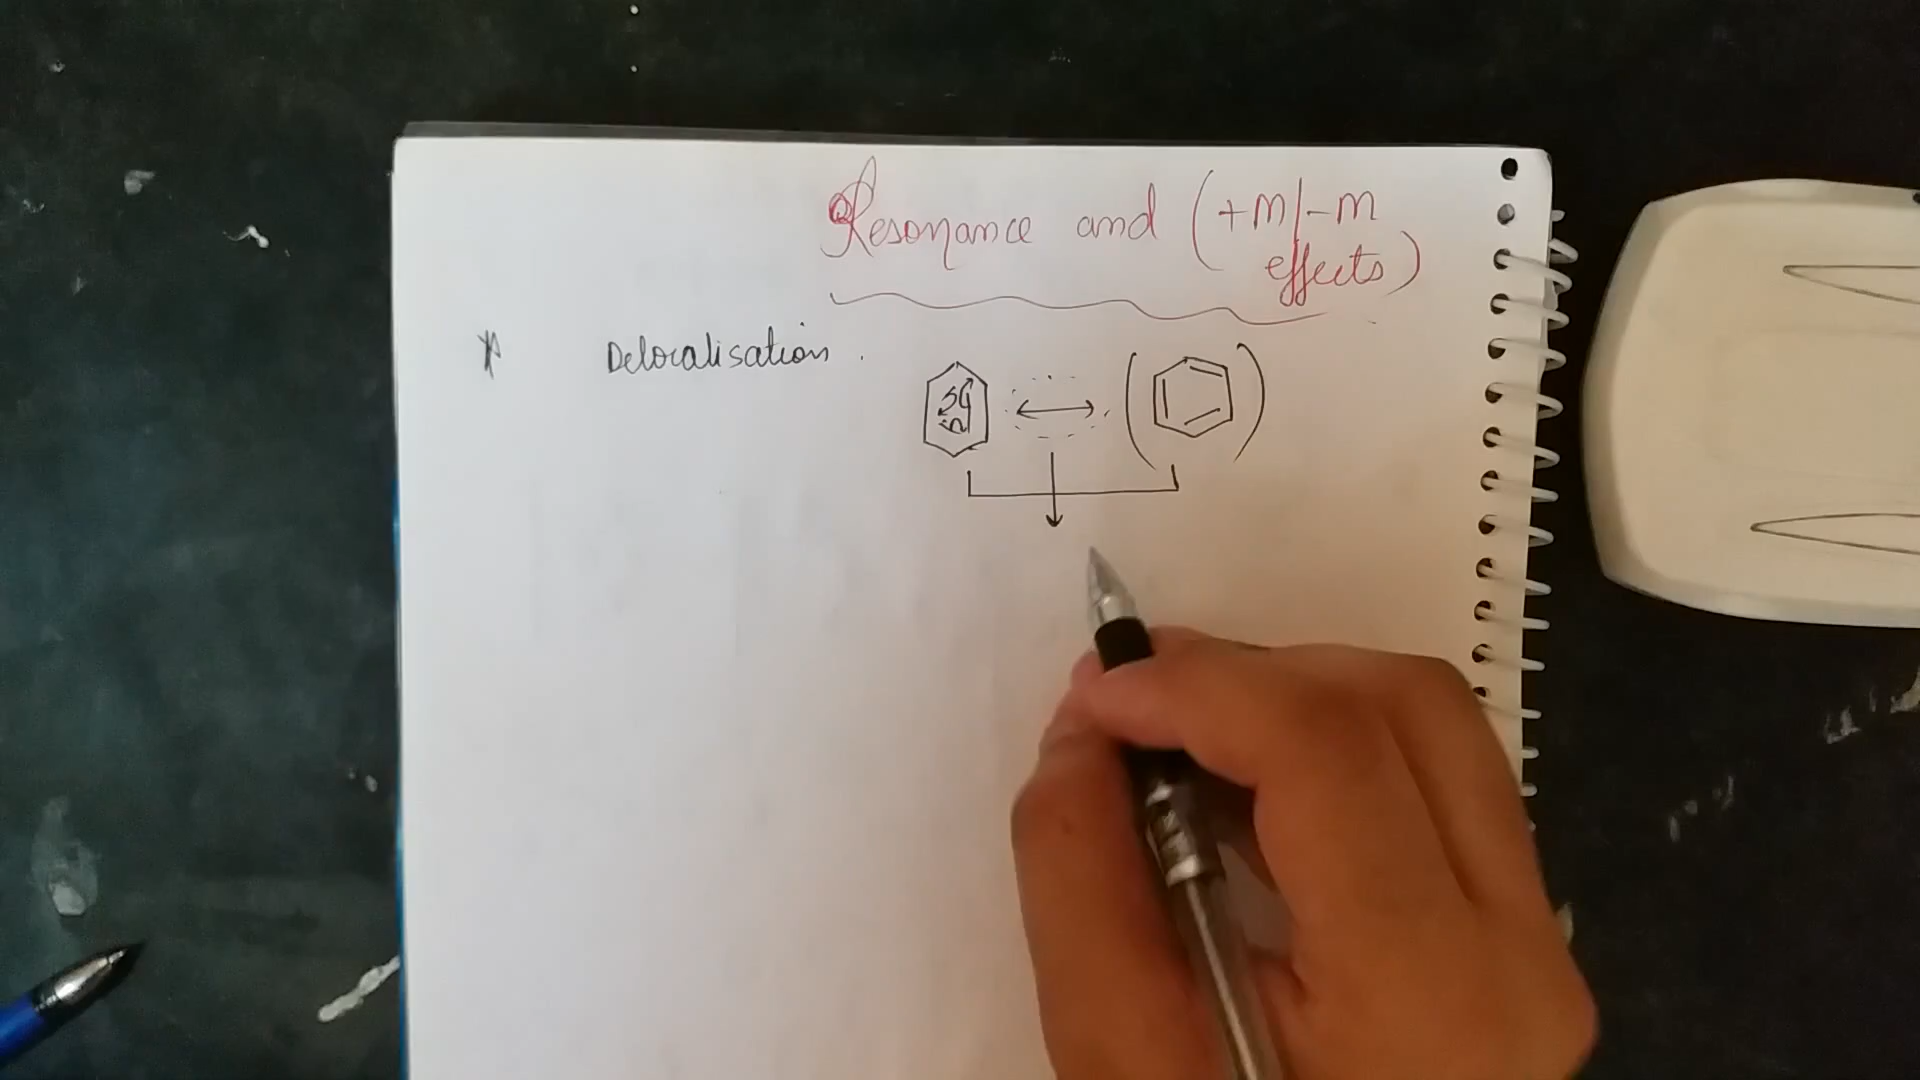 Resonance and (+m/-m
effects)
* Delocalisation.